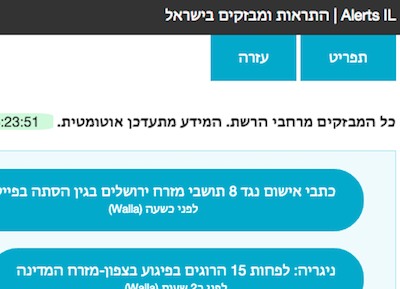 Alerts IL | התראות ומבזקים בישראל
תפריט
עזרה
כל המבזקים מרחבי הרשת. המידע מתעדכן אוטומטית. :23:51
כתבי אישום נגד 8 תושבי מזרח ירושלים בגין הסתה
לפני כשעה (Walla)
ניגריה: לפחות 15 הרוגים בפיגוע בצפון-מזרח המדינה
לפני כ2 שעות (Walla)